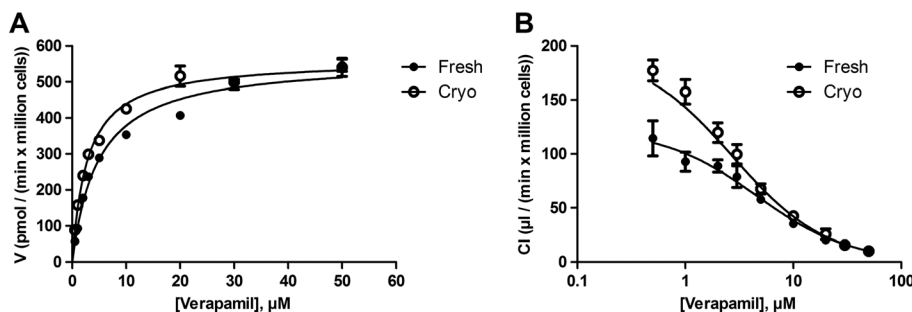 A
V (pmol / (min x million cells))
600
500
400
300
200
100
0
0 10 20 30 40 50 60
[Verapamil], µM
Fresh
Cryo
B
Cl (µl / (min x million cells))
200
150
100
50
0
0.1 1 10 100
[Verapamil], µM
Fresh
Cryo